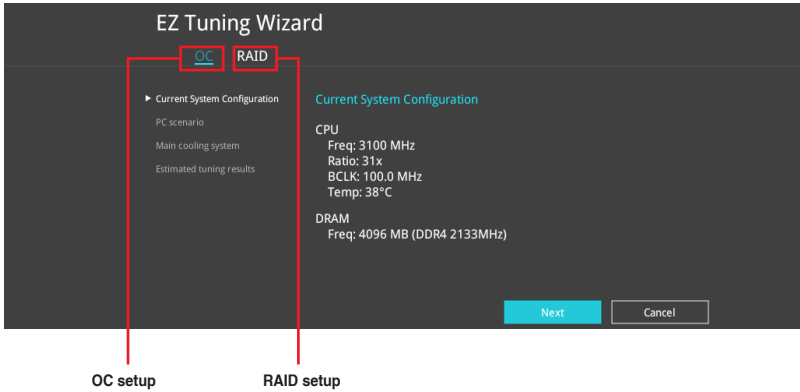 EZ Tuning Wizard
OC RAID
Current System Configuration
PC scenario
Main cooling system
Estimated tuning results
Current System Configuration
CPU
Freq: 3100 MHz
Ratio: 31x
BCLK: 100.0 MHz
Temp: 38°C
DRAM
Freq: 4096 MB (DDR4 2133MHz)
Next Cancel
OC setup RAID setup